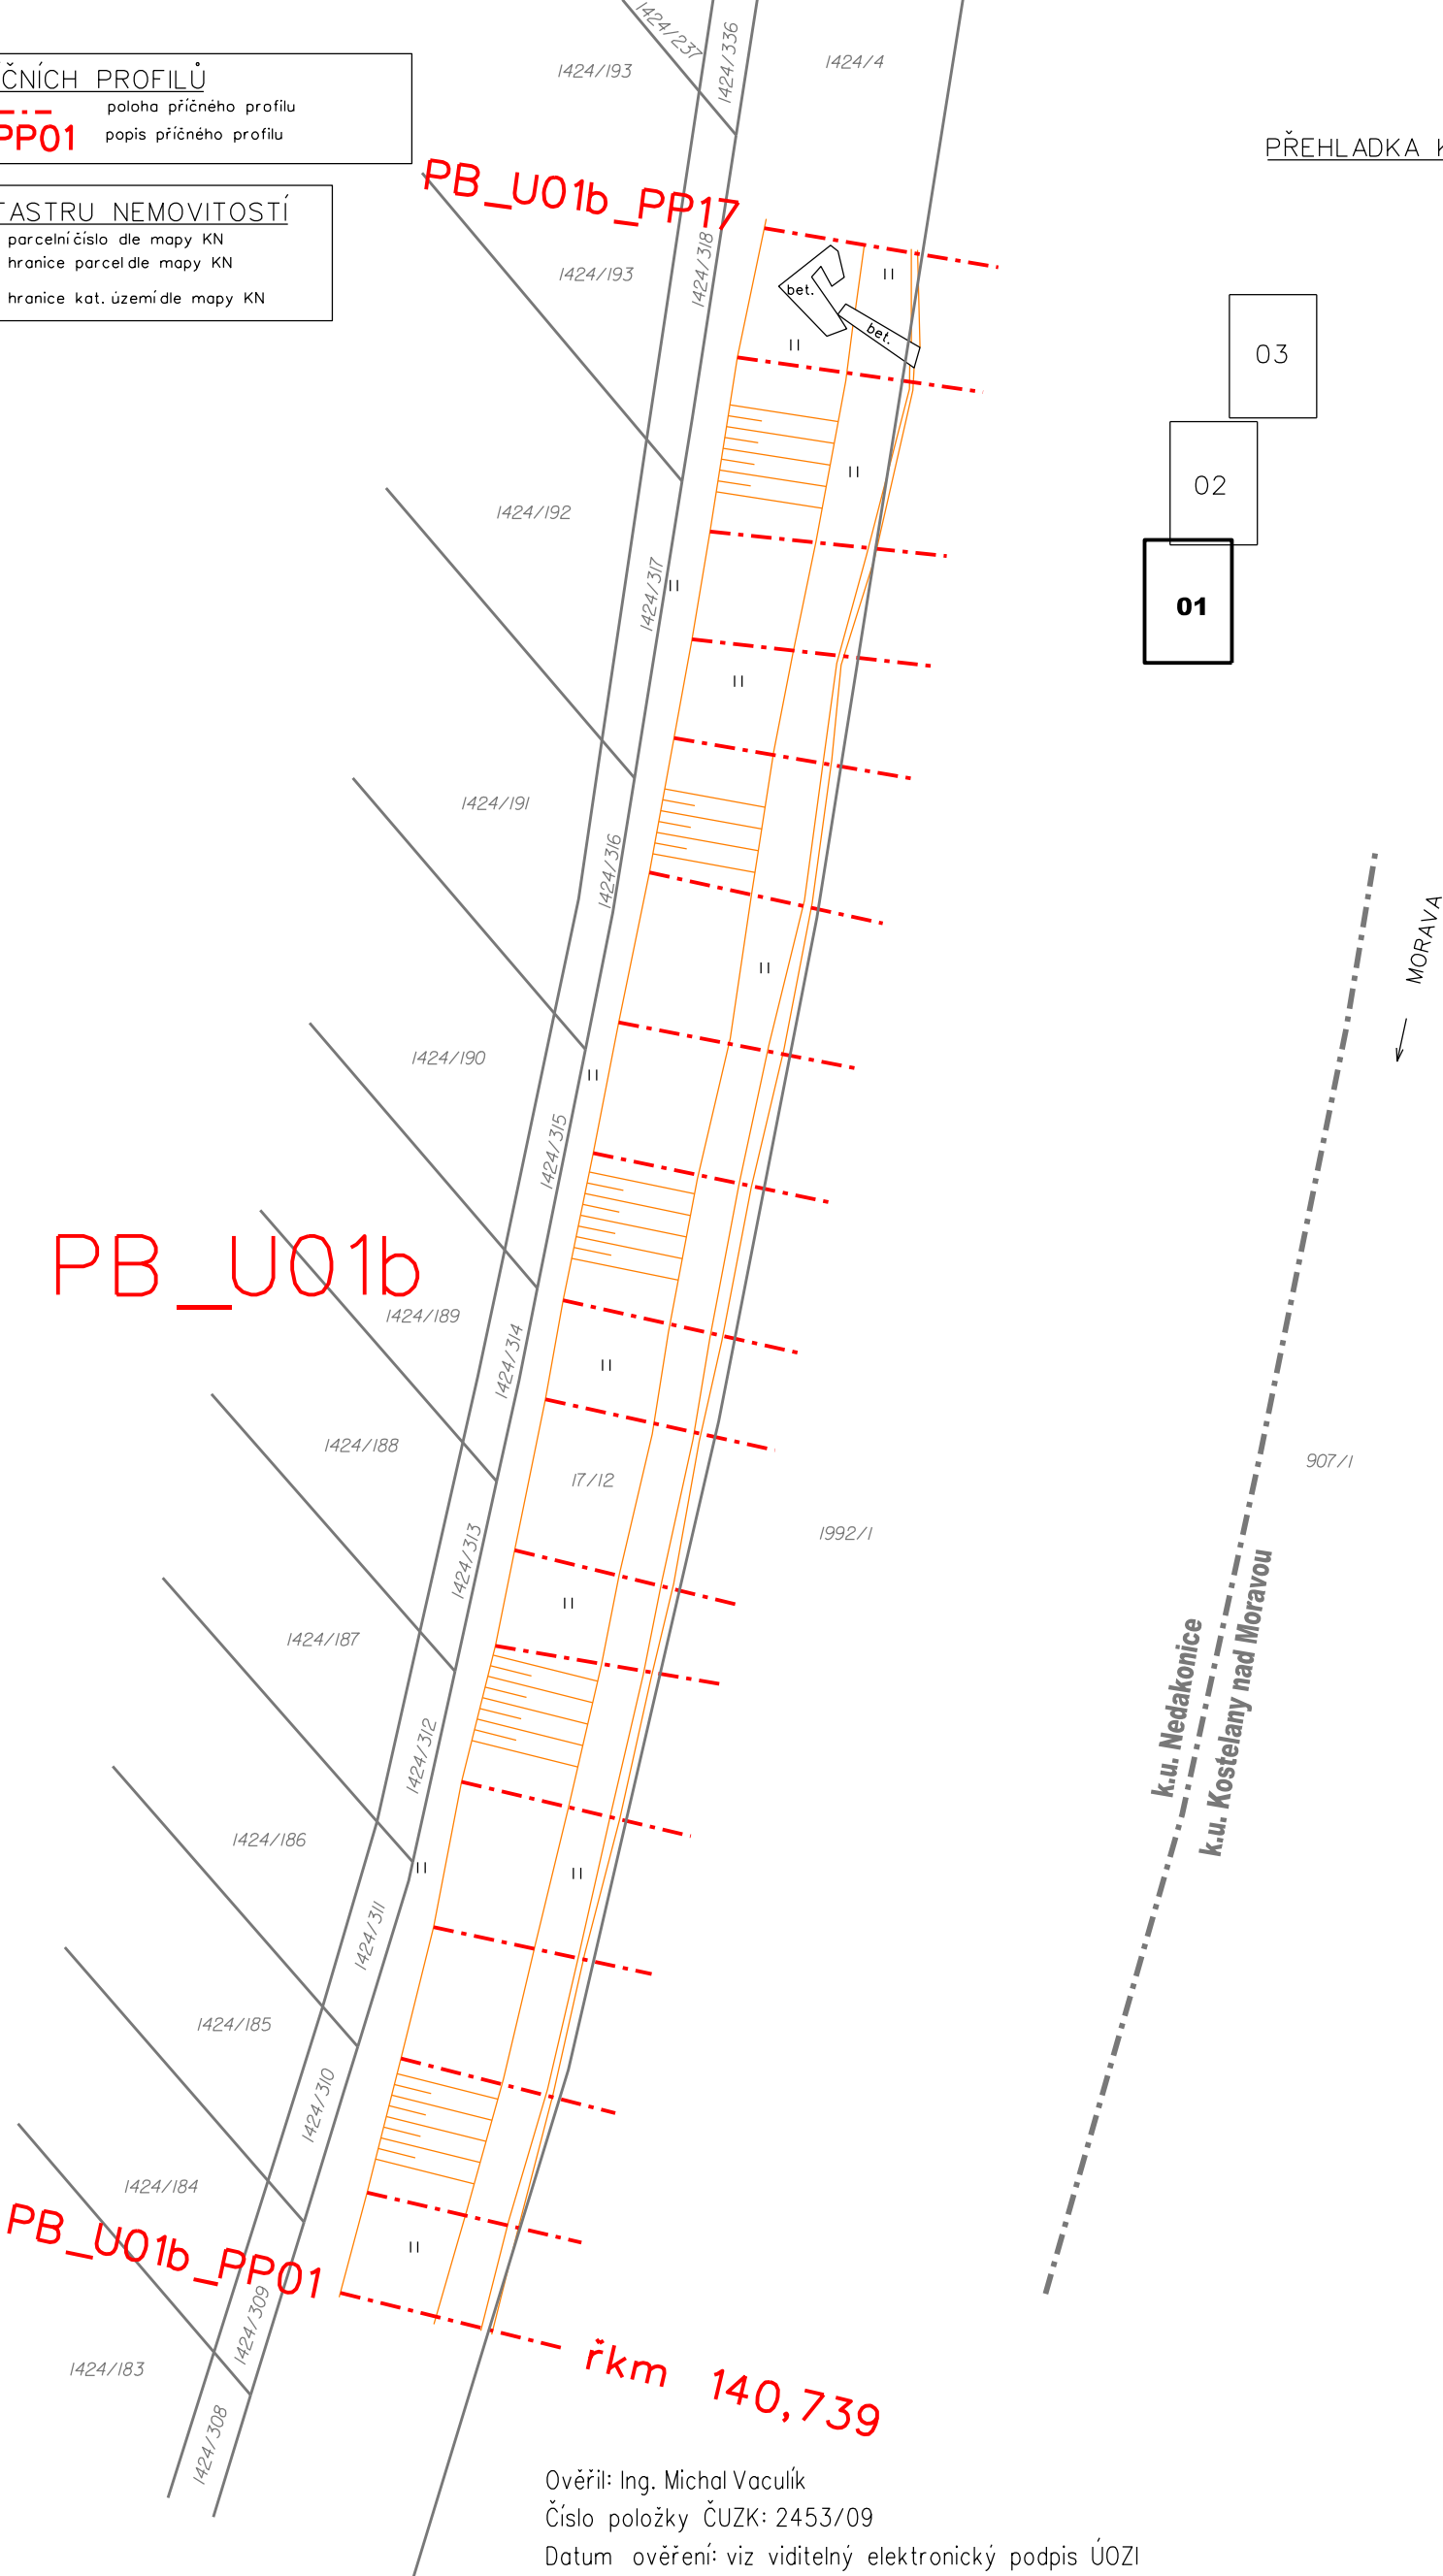 1424/237
1424/336
1424/193
1424/4
ČNÍCH PROFILŮ
poloha příčného profilu
PP01 popis příčného profilu
PŘEHLADKA K
PB_U01b_PP17
TASTRU NEMOVITOSTÍ
parcelní číslo dle mapy KN
hranice parcel dle mapy KN
hranice kat. území dle mapy KN
1424/193
1424/318
bet.
bet.
03
02
01
1424/192
1424/317
1424/191
1424/316
MORAVA
1424/190
1424/315
PB_U01b
1424/189
1424/314
1424/188
17/12
907/1
1992/1
1424/313
1424/187
k.u. Nedakonice
k.u. Kostelany nad Moravou
1424/312
1424/186
1424/311
1424/185
1424/310
1424/184
PB_U01b_PP01
1424/309
1424/183
řkm 140,739
1424/308
Ověřil: Ing. Michal Vaculík
Číslo položky ČUZK: 2453/09
Datum ověření: viz viditelný elektronický podpis ÚOZI